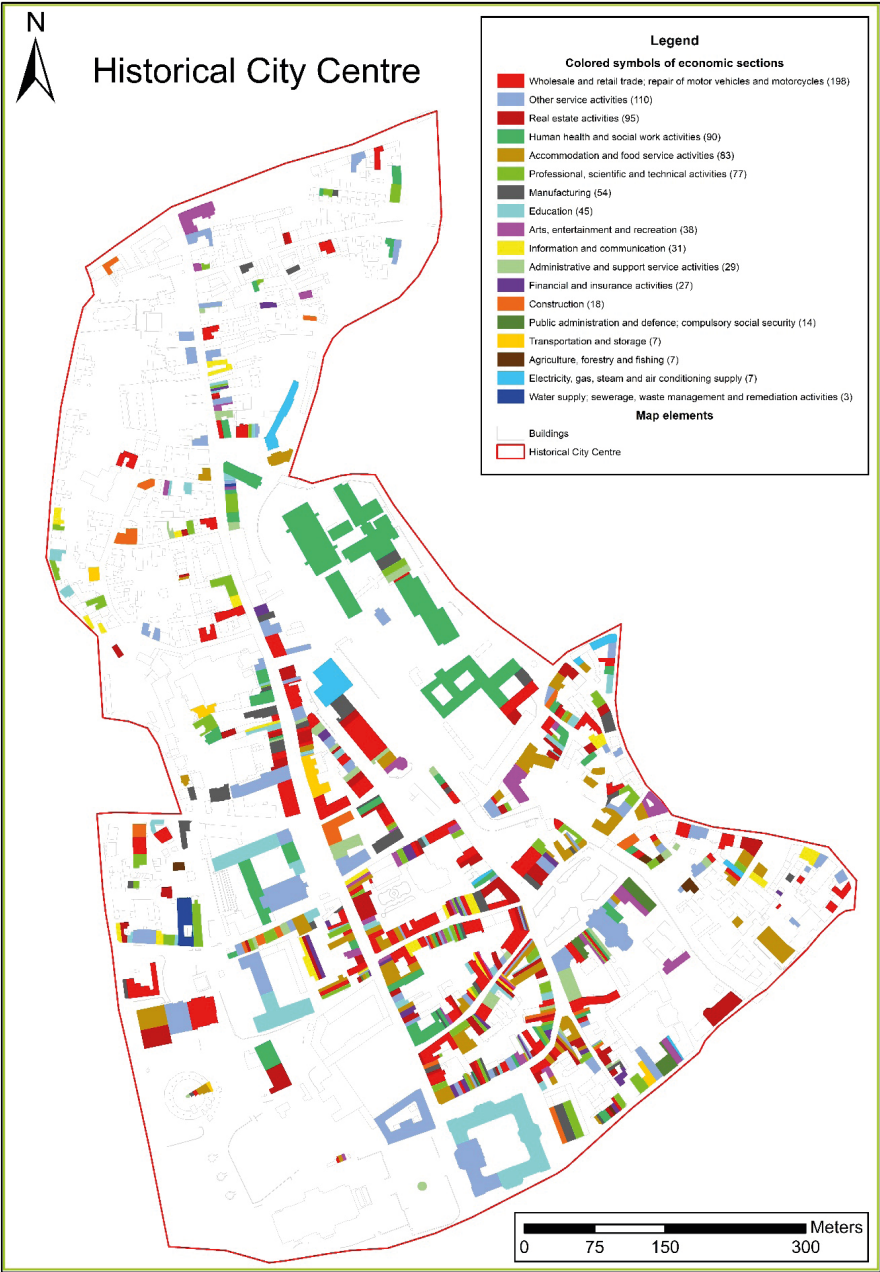 N
Historical City Centre
Legend
Colored symbols of economic sections
Wholesale and retail trade; repair of motor vehicles and motorcycles (198)
Other service activities (110)
Real estate activities (95)
Human health and social work activities (90)
Accommodation and food service activities (83)
Professional, scientific and technical activities (77)
Manufacturing (54)
Education (45)
Arts, entertainment and recreation (38)
Information and communication (31)
Administrative and support service activities (29)
Financial and insurance activities (27)
Construction (18)
Public administration and defence; compulsory social security (14)
Transportation and storage (7)
Agriculture, forestry and fishing (7)
Electricity, gas, steam and air conditioning supply (7)
Water supply; sewerage, waste management and remediation activities (3)
Map elements
Buildings
Historical City Centre
Meters
0 75 150 300